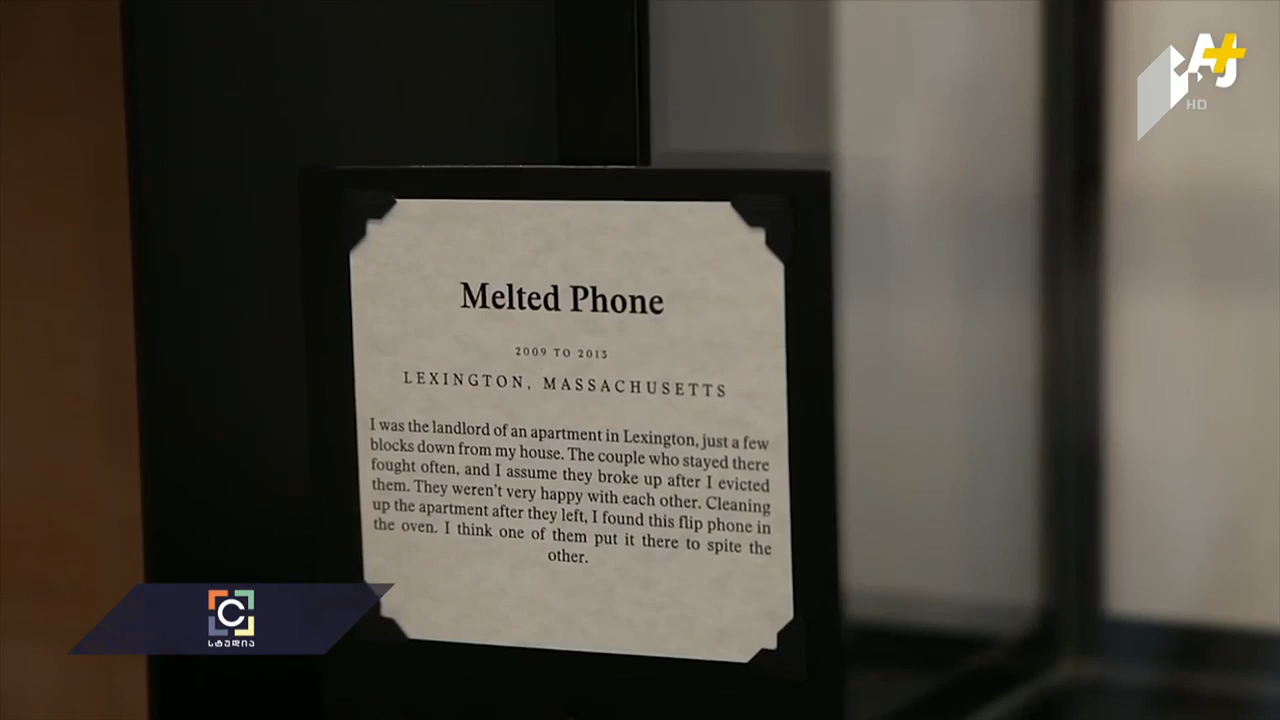 AJ+
HD
Melted Phone
2009 TO 2013
LEXINGTON, MASSACHUSETTS
I was the landlord of an apartment in Lexington, just a few
blocks down from my house. The couple who stayed there
fought often, and I assume they broke up after I evicted
them. They weren't very happy with each other. Cleaning
up the apartment after they left, I found this flip phone in
the oven. I think one of them put it there to spite the
other.
C
სტუდია